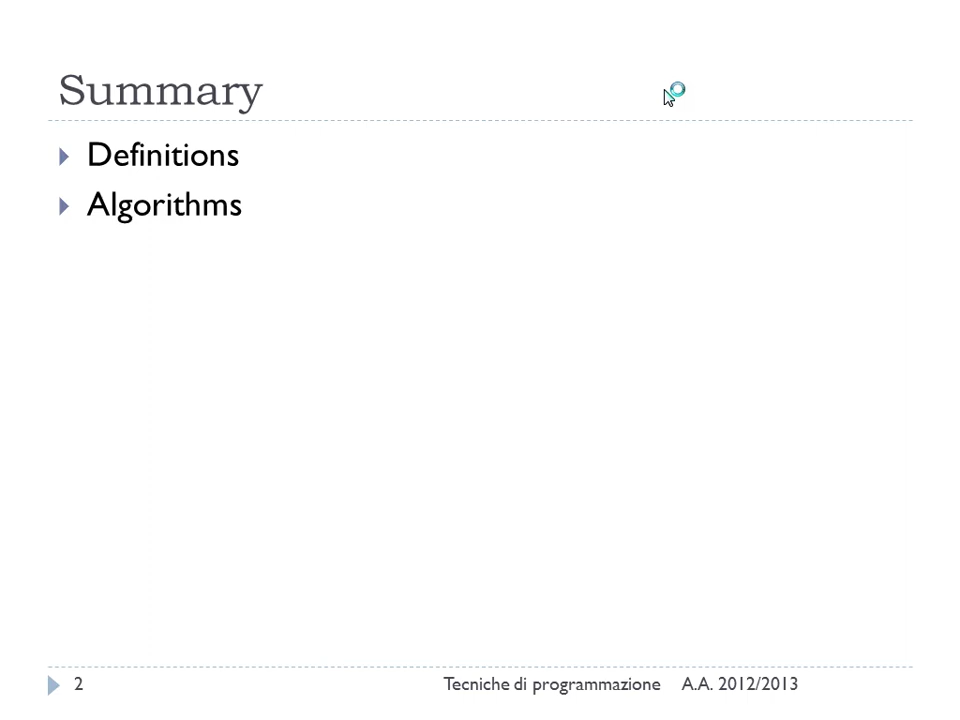 Summary
Definitions
Algorithms
2 Tecniche di programmazione A.A. 2012/2013